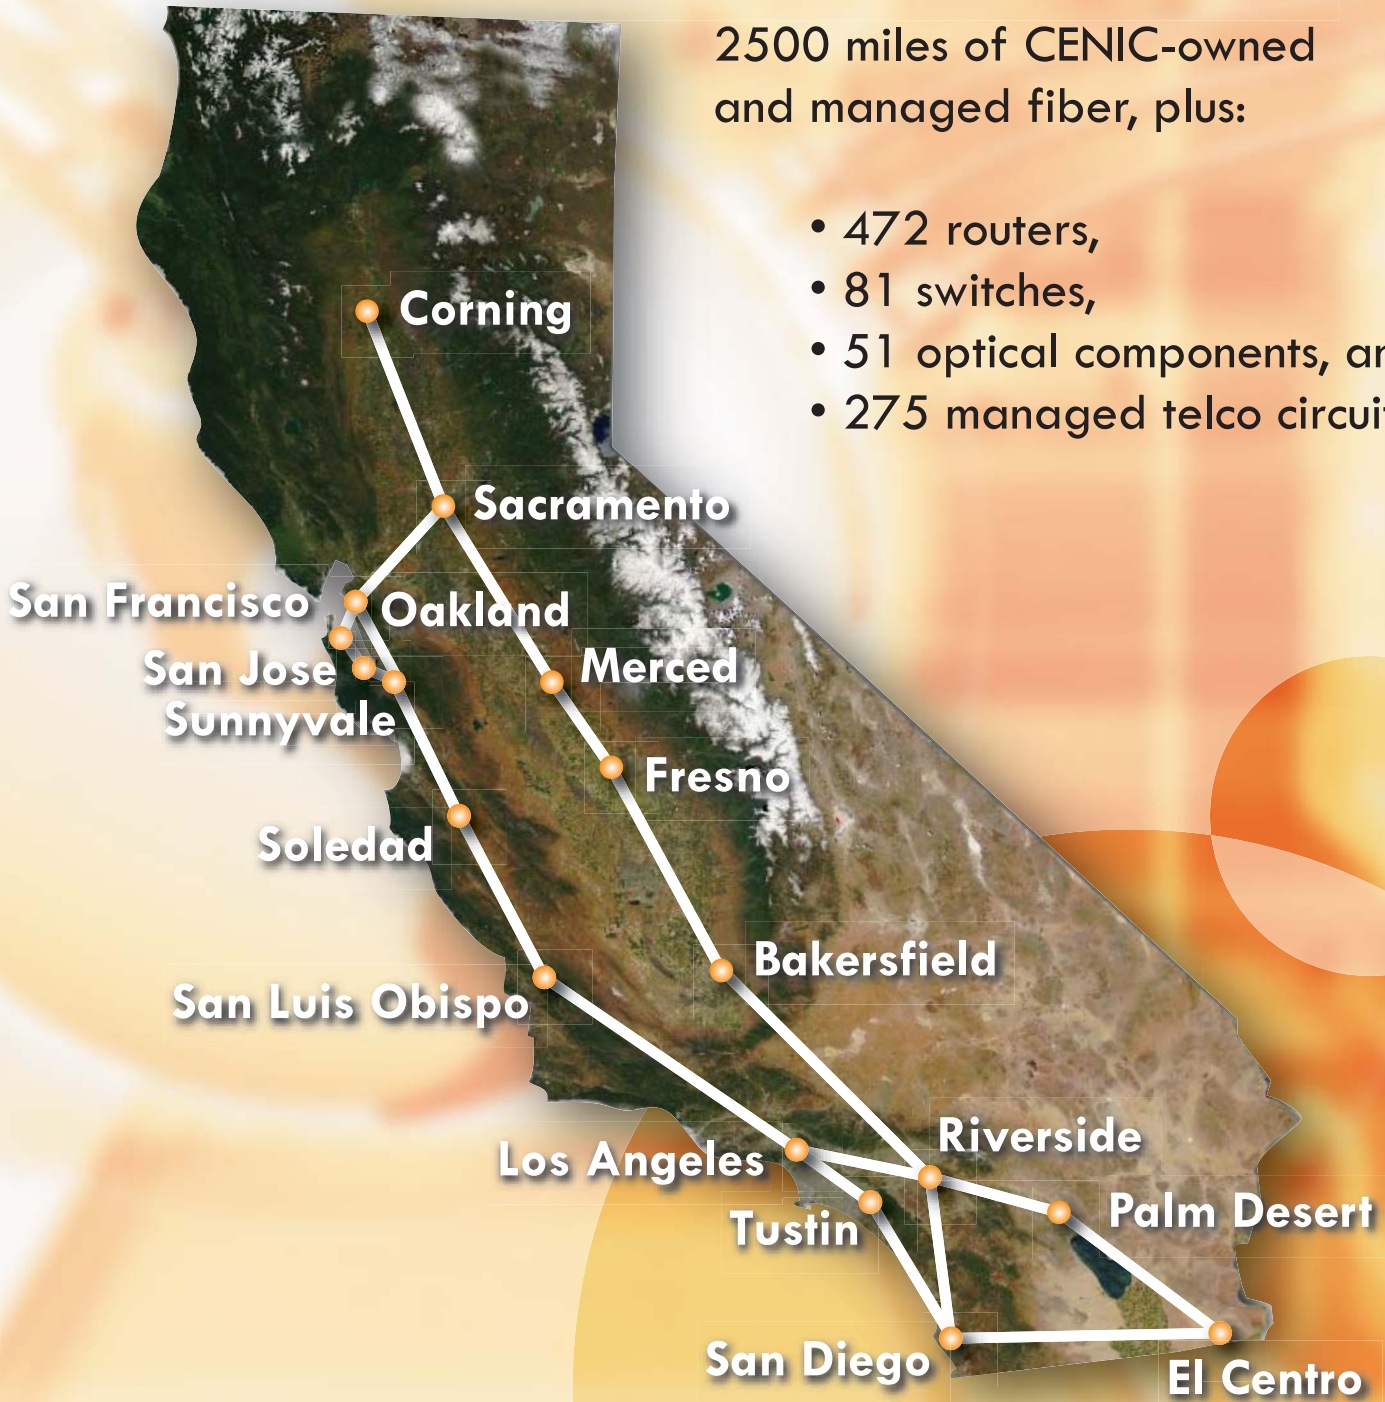 2500 miles of CENIC-owned
and managed fiber, plus:
• 472 routers,
• 81 switches,
• 51 optical components,
• 275 managed telco
Corning
Sacramento
San Francisco
Oakland
San Jose
Merced
Sunnyvale
Fresno
Soledad
Bakersfield
San Luis Obispo
Riverside
Los Angeles
Palm Desert
Tustin
San Diego
El Centro